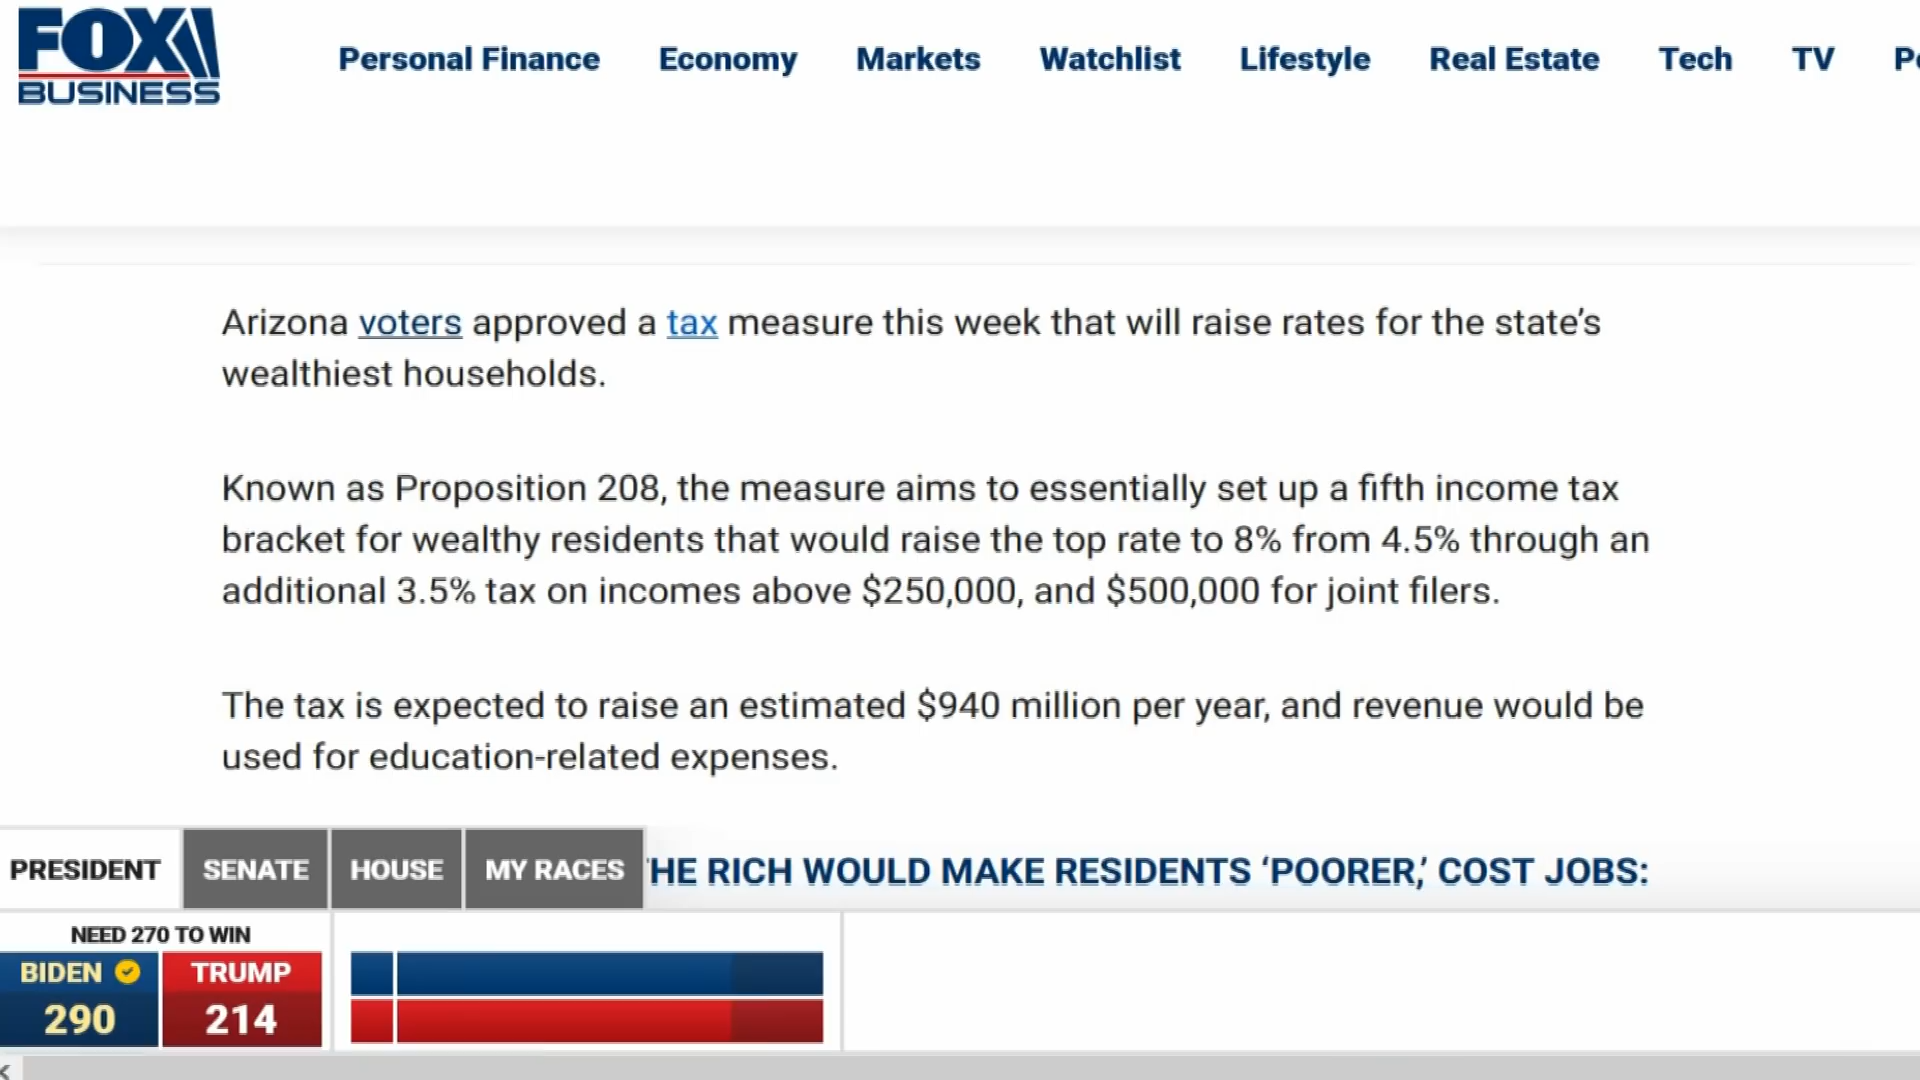 FOX
BUSINESS
Personal Finance Economy Markets Watchlist Lifestyle Real Estate Tech TV
Arizona voters approved a tax measure this week that will raise rates for the state’s
wealthiest households.
Known as Proposition 208, the measure aims to essentially set up a fifth income tax
bracket for wealthy residents that would raise the top rate to 8% from 4.5% through an
additional 3.5% tax on incomes above $250,000, and $500,000 for joint filers.
The tax is expected to raise an estimated $940 million per year, and revenue would be
used for education-related expenses.
PRESIDENT SENATE HOUSE MY RACES HE RICH WOULD MAKE RESIDENTS ‘POORER,’ COST JOBS:
NEED 270 TO WIN
BIDEN TRUMP
290 214